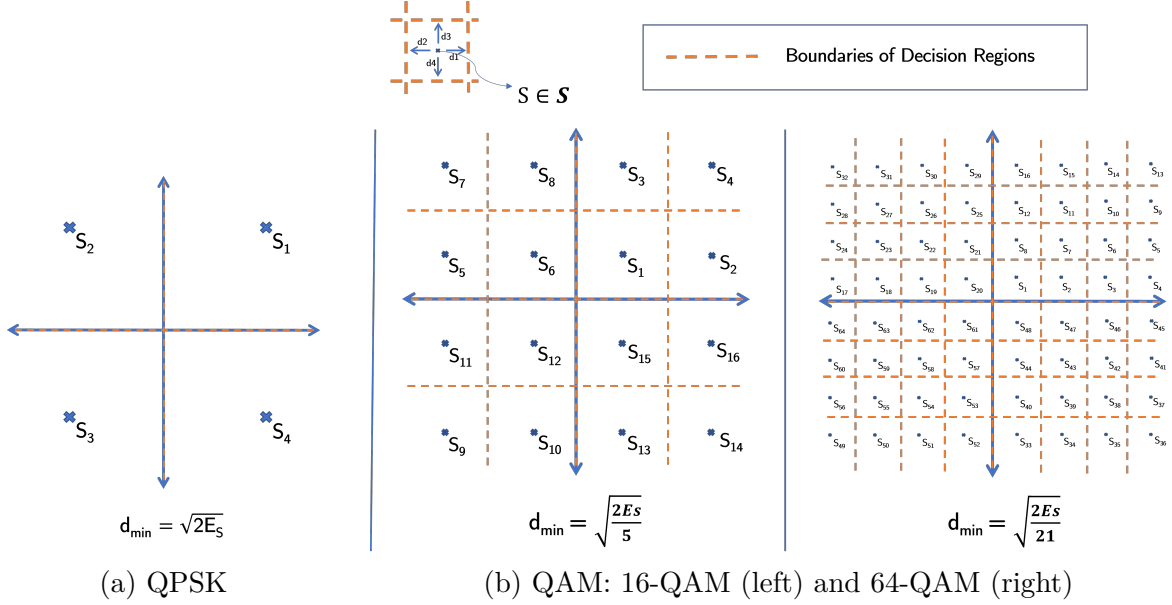 d3
d2
d1
d4
S ∈ S
Boundaries of Decision Regions
S2 S1
S3 S4
dmin = √2ES
S7 S8 S3 S4
S5 S6 S1 S2
S11 S12 S15 S16
S9 S10 S13 S14
dmin = √2Es/5
S32 S31 S30 S29 S16 S15 S14 S13
S28 S27 S26 S25 S12 S11 S10 S9
S24 S23 S22 S21 S8 S7 S6 S5
S17 S18 S19 S20 S1 S2 S3 S4
S64 S63 S62 S61 S48 S47 S46 S45
S60 S59 S58 S57 S44 S43 S42 S41
S56 S55 S54 S53 S40 S39 S38 S37
S49 S50 S51 S52 S33 S34 S35 S36
dmin = √2Es/21
(a) QPSK
(b) QAM: 16-QAM (left) and 64-QAM (right)